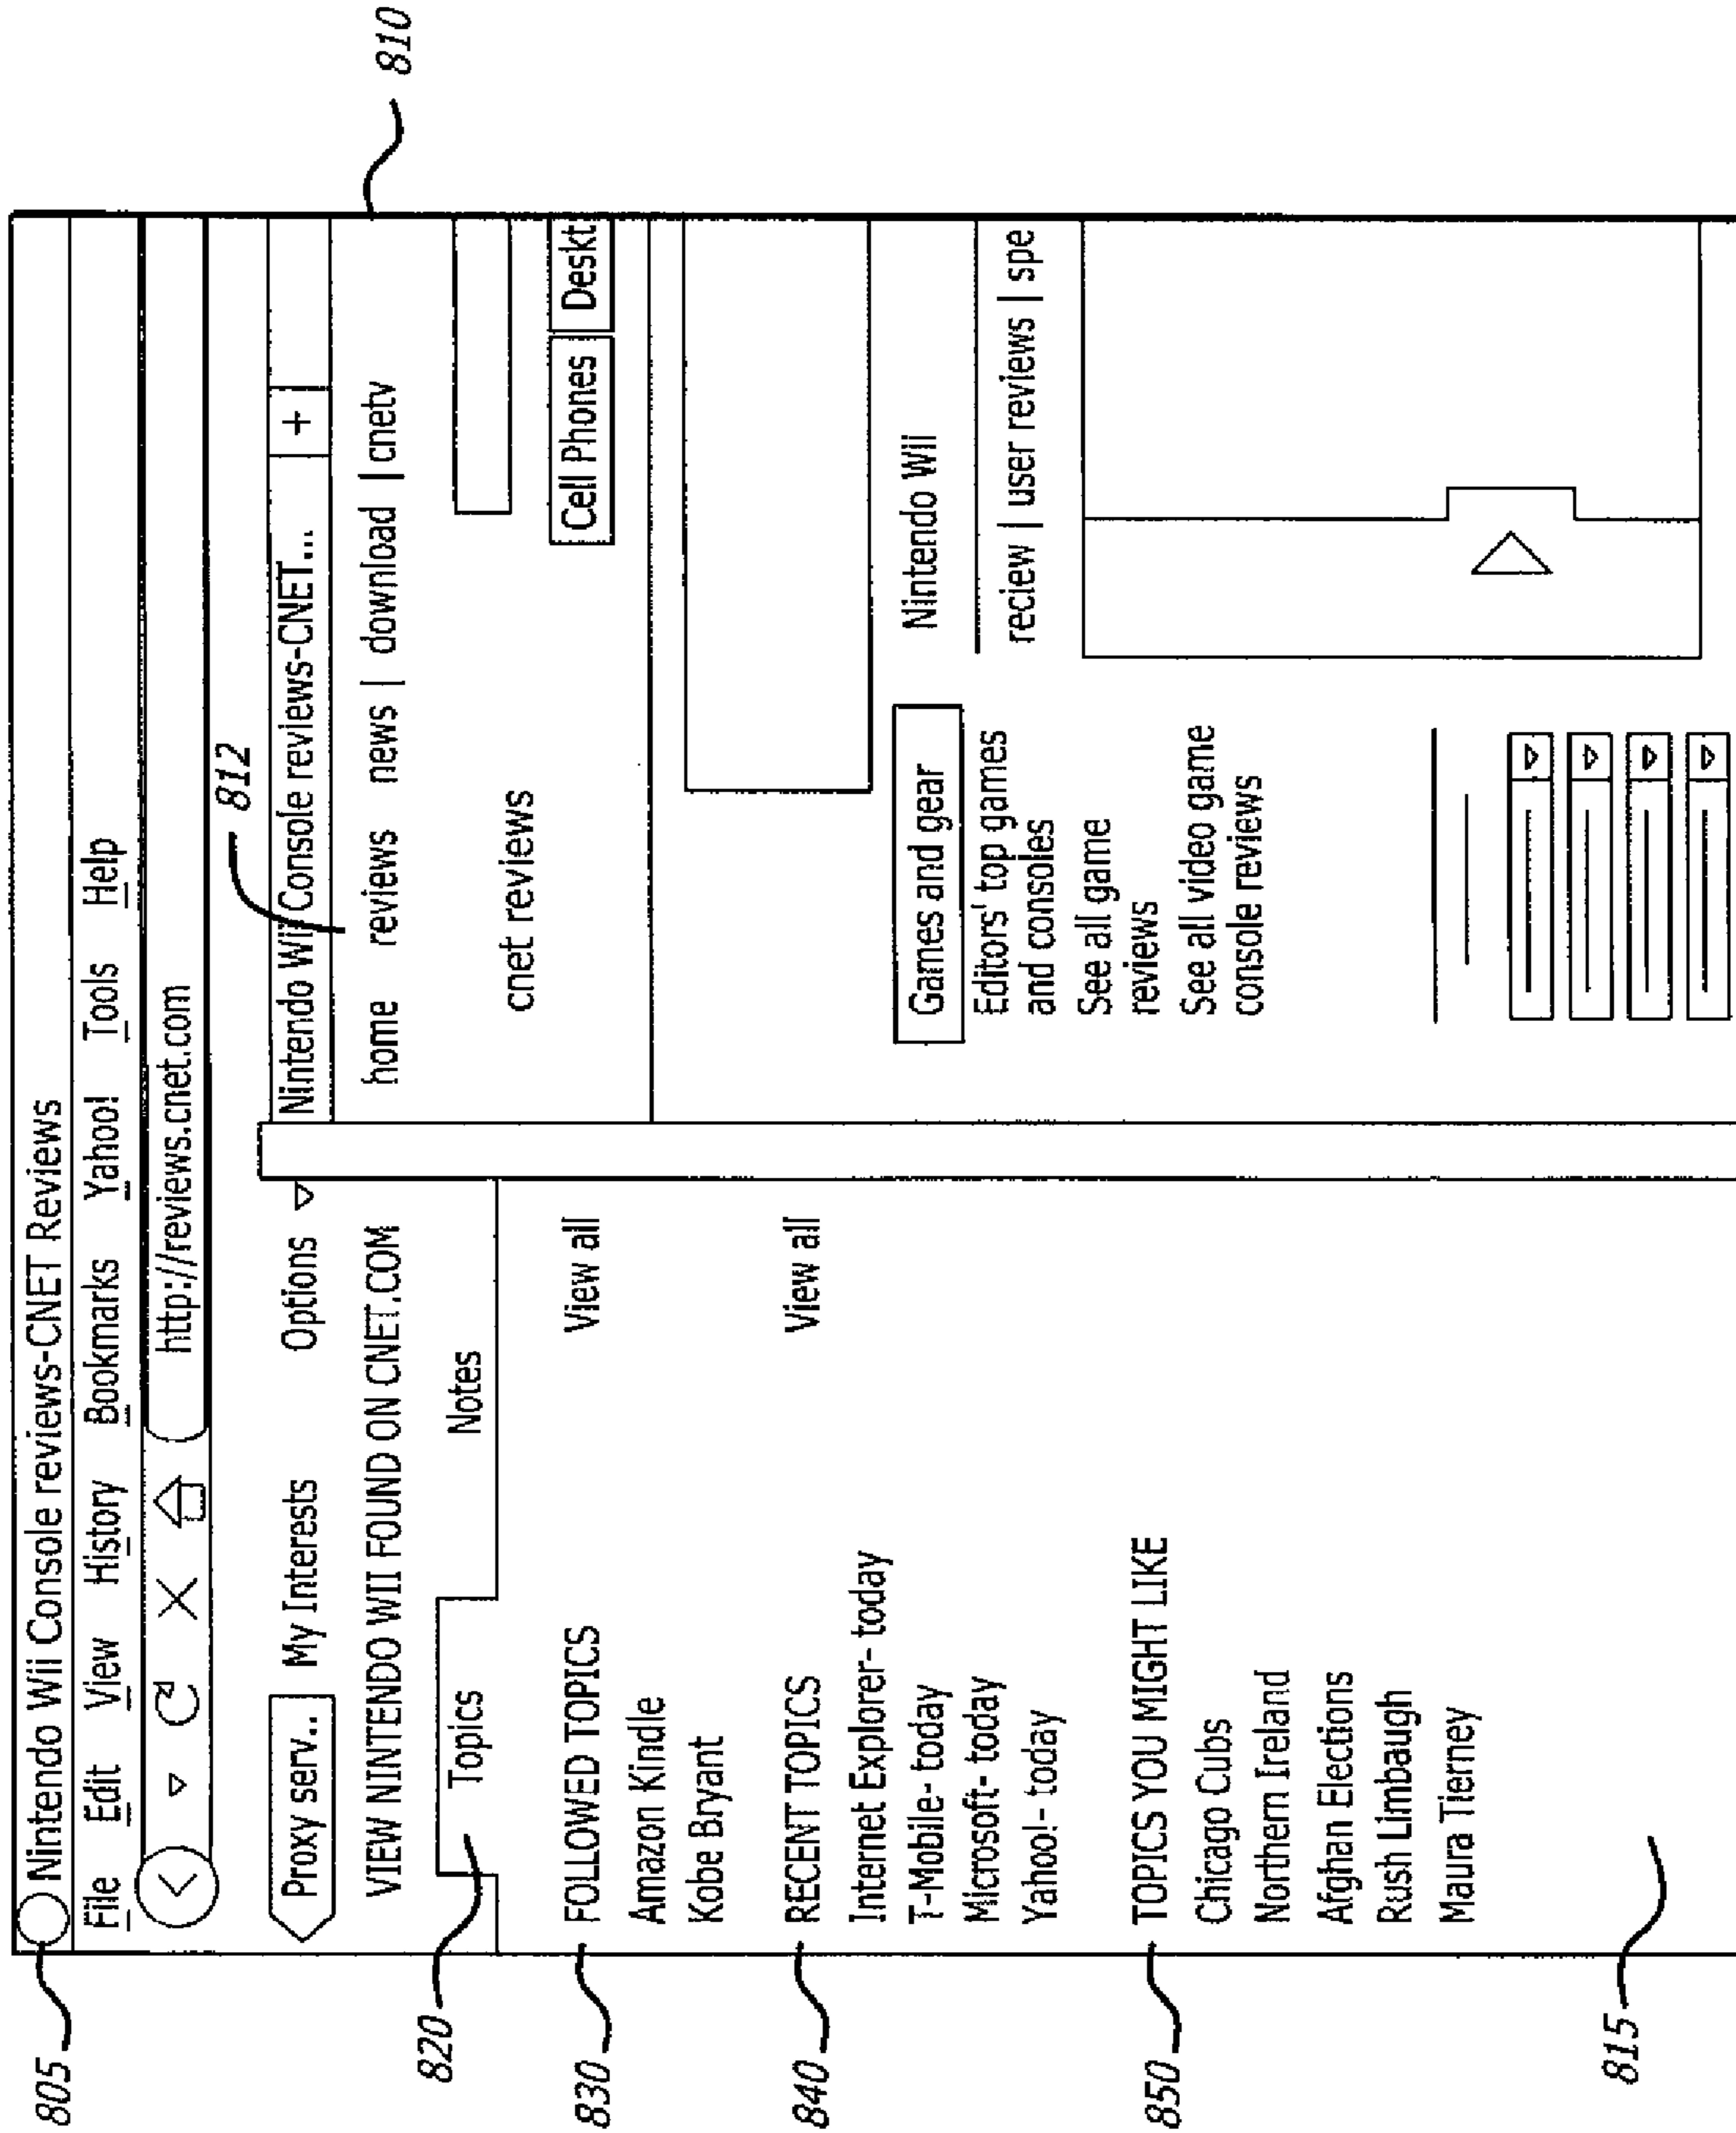 805
Nintendo Wii Console reviews-CNET Reviews
File Edit View History Bookmarks Yahoo! Tools Help
http://reviews.cnet.com
810
812
Proxy serv.. My Interests Options
Nintendo Wii Console reviews-CNET... +
VIEW NINTENDO WII FOUND ON CNET.COM
820
Topics Notes
830
FOLLOWED TOPICS View all
Amazon Kindle
Kobe Bryant
840
RECENT TOPICS View all
Internet Explorer- today
T-Mobile- today
Microsoft- today
Yahoo!- today
850
TOPICS YOU MIGHT LIKE
Chicago Cubs
Northern Ireland
Afghan Elections
Rush Limbaugh
Maura Tierney
815
home reviews news | download | cnetv
cnet reviews
Cell Phones Deskt
Games and gear
Editors' top games
and consoles
See all game
reviews
See all video game
console reviews
Nintendo Wii
reciew | user reviews | spe